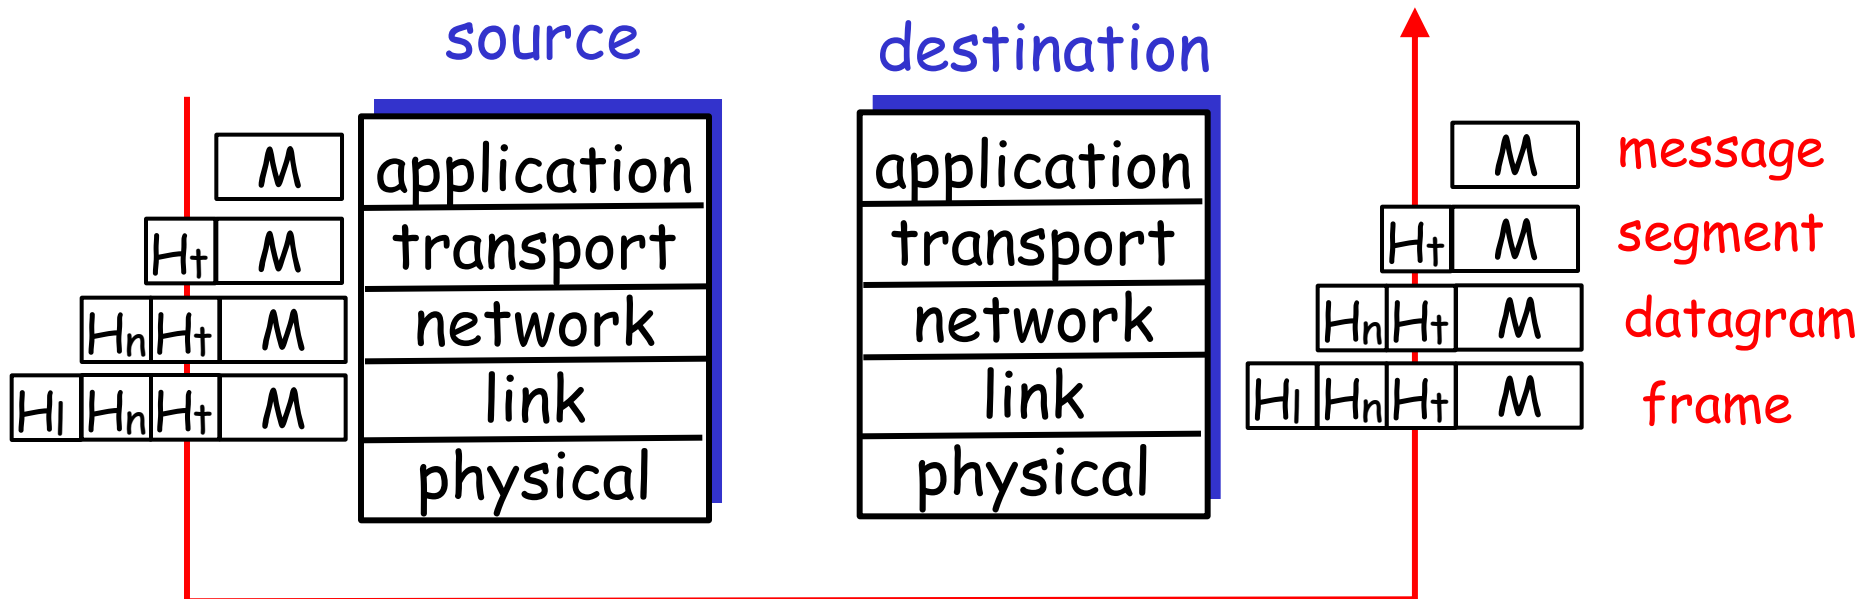 source destination
M application application M message
Ht M transport transport Ht M segment
Hn Ht M network network Hn Ht M datagram
Hl Hn Ht M link link Hl Hn Ht M frame
physical physical